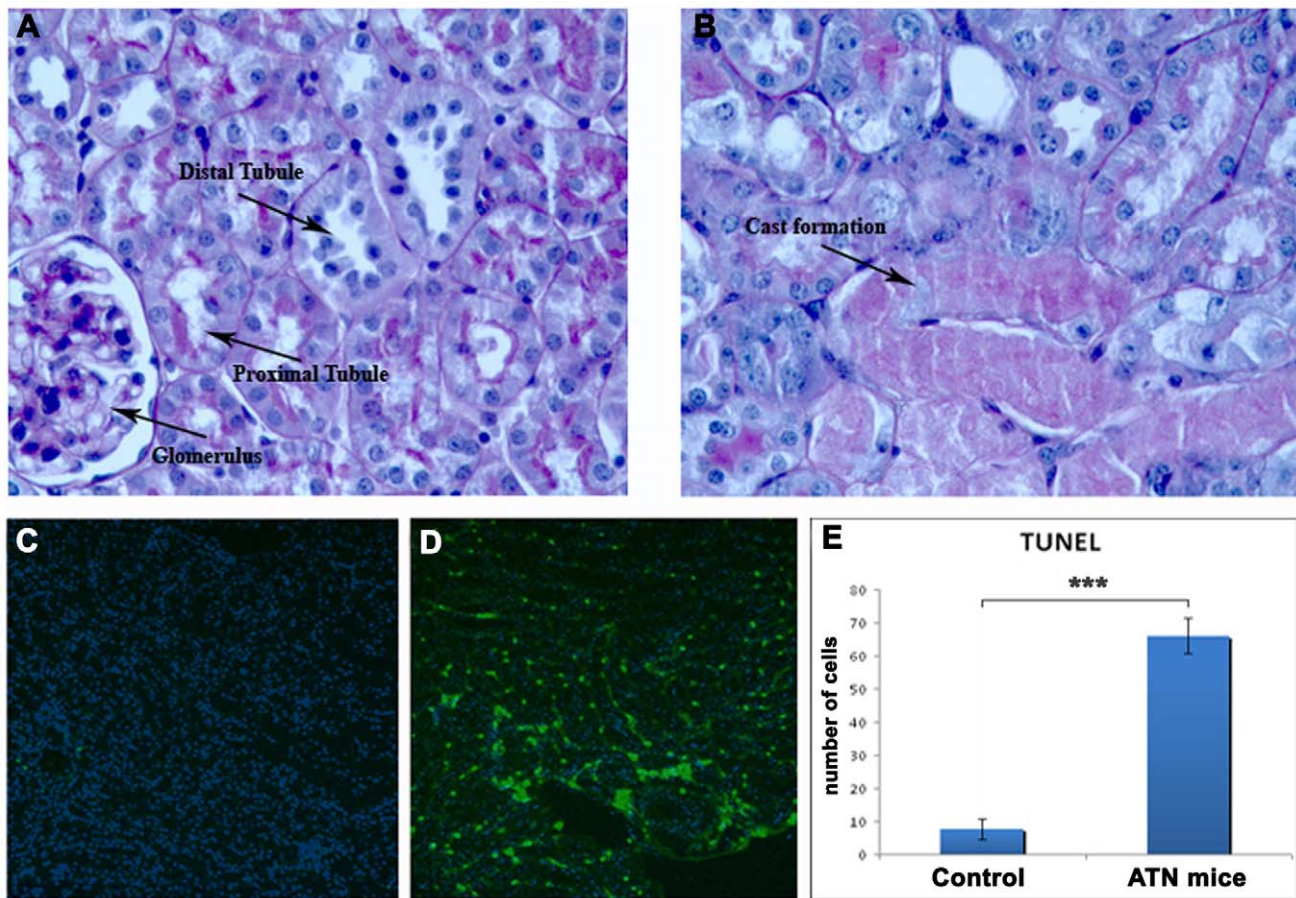 A
Distal Tubule
Proximal Tubule
Glomerulus
B
Cast formation
C
D
E
TUNEL
***
number of cells
80
70
60
50
40
30
20
10
0
Control
ATN mice